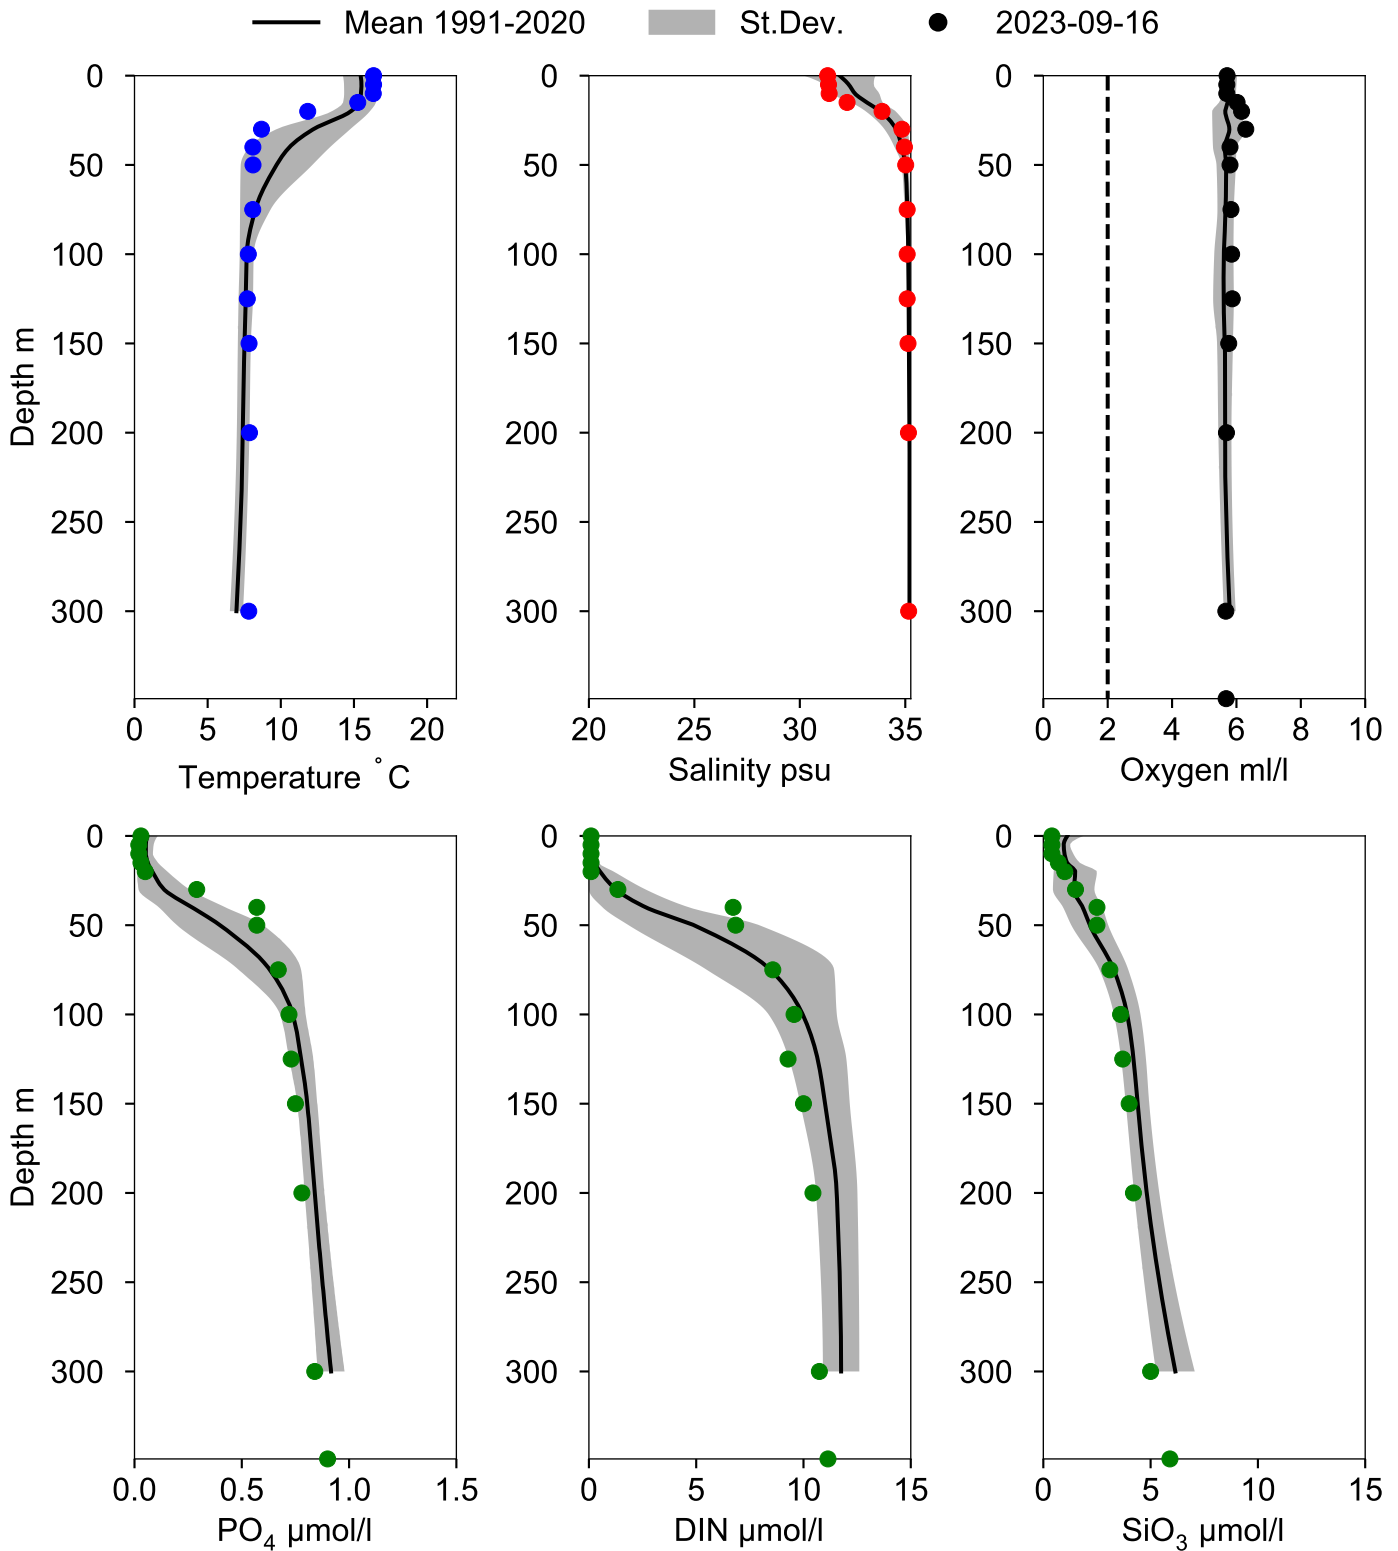 Mean 1991-2020 St.Dev. 2023-09-16
0 0 0
50 50 50
100 100 100
150 150 150
200 200 200
250 250 250
300 300 300
Depth m
0 5 10 15 20 20 25 30 35 0 2 4 6 8 10
Temperature °C Salinity psu Oxygen ml/l
0 0 0
50 50 50
100 100 100
150 150 150
200 200 200
250 250 250
300 300 300
Depth m
0.0 0.5 1.0 1.5 0 5 10 15 0 5 10 15
PO₄ µmol/l DIN µmol/l SiO₃ µmol/l